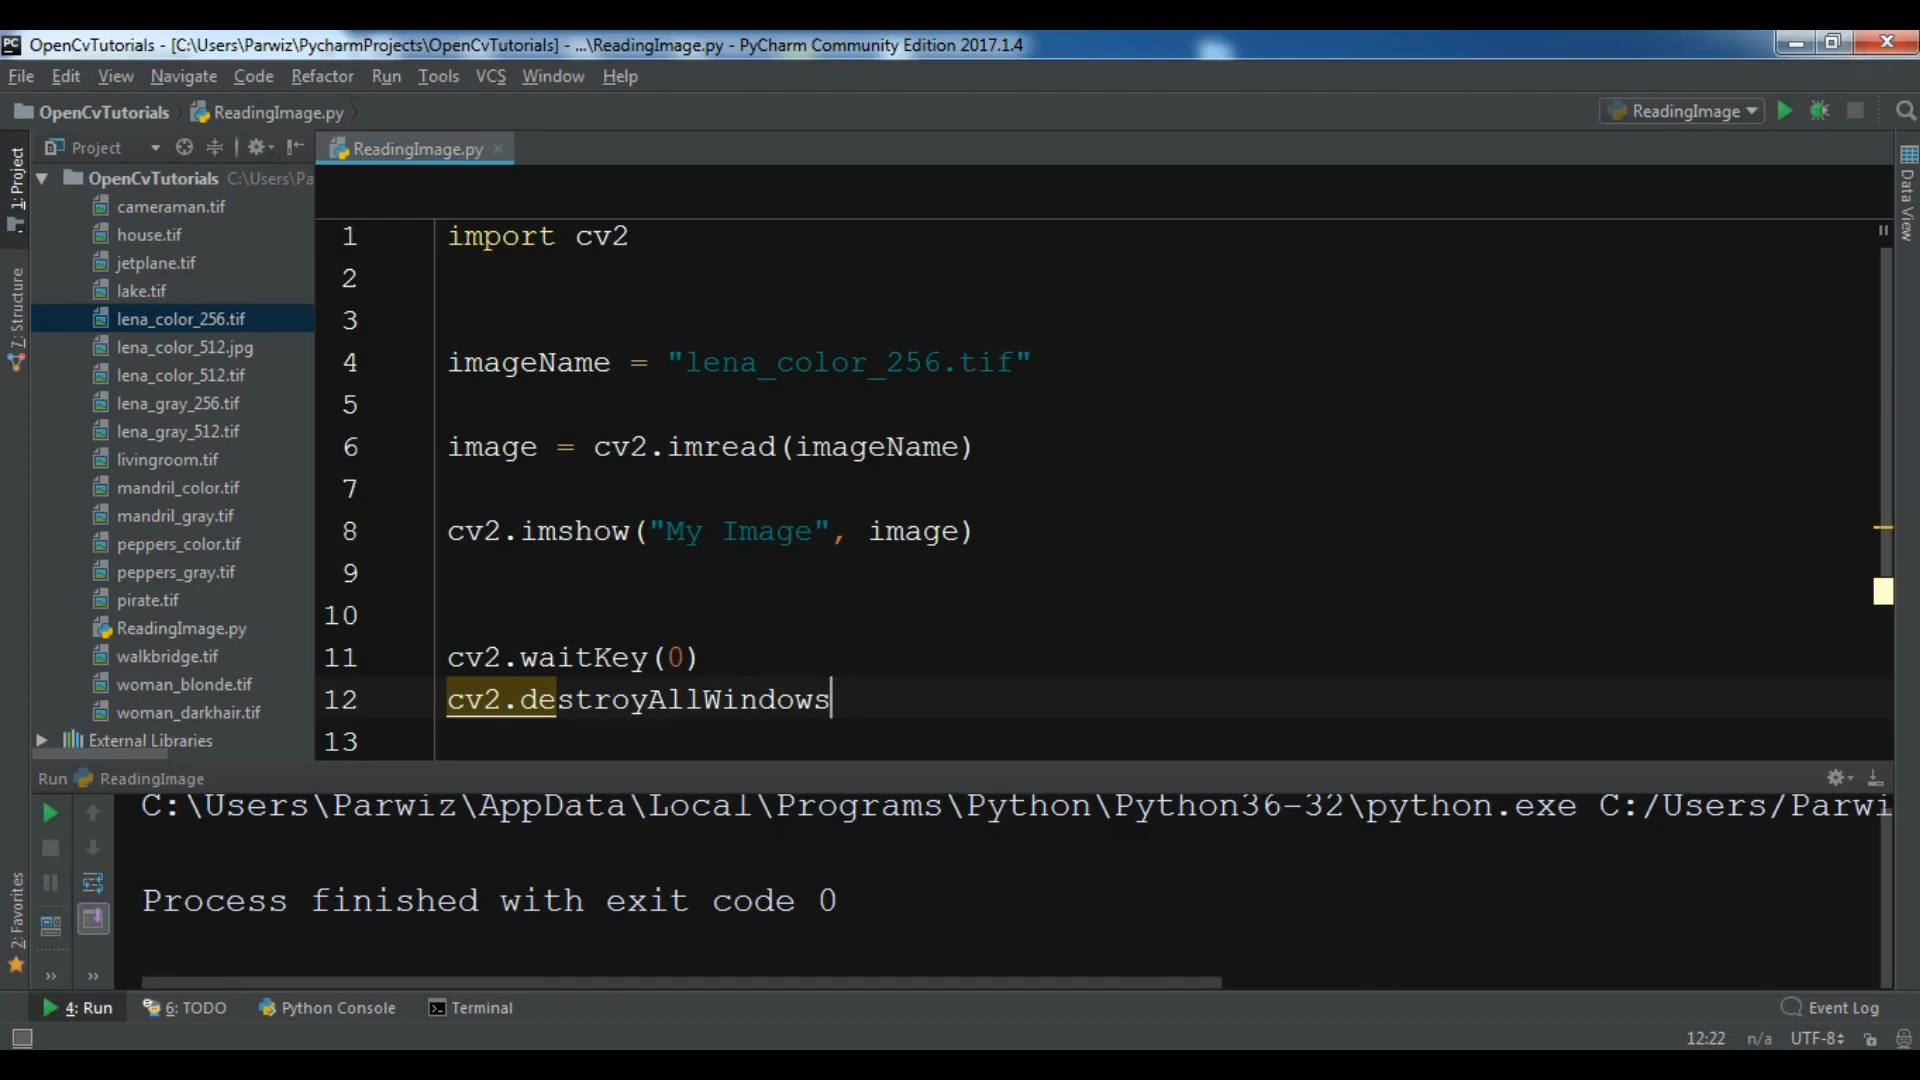 OpenCvTutorials - [C:\Users\Parwiz\PycharmProjects\OpenCvTutorials] - ...\ReadingImage.py - PyCharm Community Edition 2017.1.4
File Edit View Navigate Code Refactor Run Tools VCS Window Help
OpenCvTutorials ReadingImage.py ReadingImage
1: Project
7: Structure
2: Favorites
Data View
Project
OpenCvTutorials C:\Users\Pa
cameraman.tif
house.tif
jetplane.tif
lake.tif
lena_color_256.tif
lena_color_512.jpg
lena_color_512.tif
lena_gray_256.tif
lena_gray_512.tif
livingroom.tif
mandril_color.tif
mandril_gray.tif
peppers_color.tif
peppers_gray.tif
pirate.tif
ReadingImage.py
walkbridge.tif
woman_blonde.tif
woman_darkhair.tif
External Libraries
ReadingImage.py
1 import cv2
2
3
4 imageName = "lena_color_256.tif"
5
6 image = cv2.imread(imageName)
7
8 cv2.imshow("My Image", image)
9
10
11 cv2.waitKey(0)
12 cv2.destroyAllWindows
13
Run ReadingImage
C:\Users\Parwiz\AppData\Local\Programs\Python\Python36-32\python.exe C:/Users/Parwi
Process finished with exit code 0
4: Run 6: TODO Python Console Terminal Event Log
12:22 n/a UTF-8